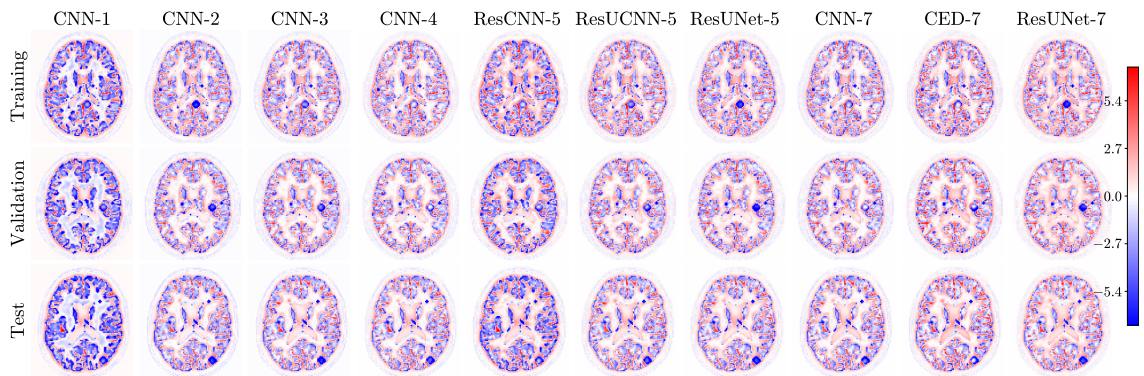 CNN-1 CNN-2 CNN-3 CNN-4 ResCNN-5 ResUCNN-5 ResUNet-5 CNN-7 CED-7 ResUNet-7
Training
Validation
Test
5.4
2.7
0.0
−2.7
−5.4